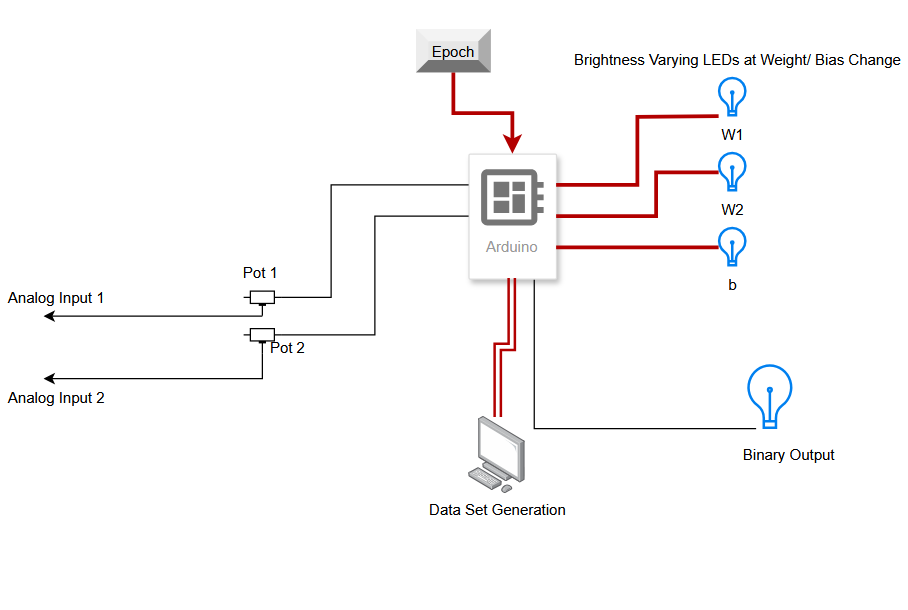 Epoch
Brightness Varying LEDs at Weight/ Bias Change
W1
W2
Arduino
b
Pot 1
Analog Input 1
Pot 2
Analog Input 2
Binary Output
Data Set Generation